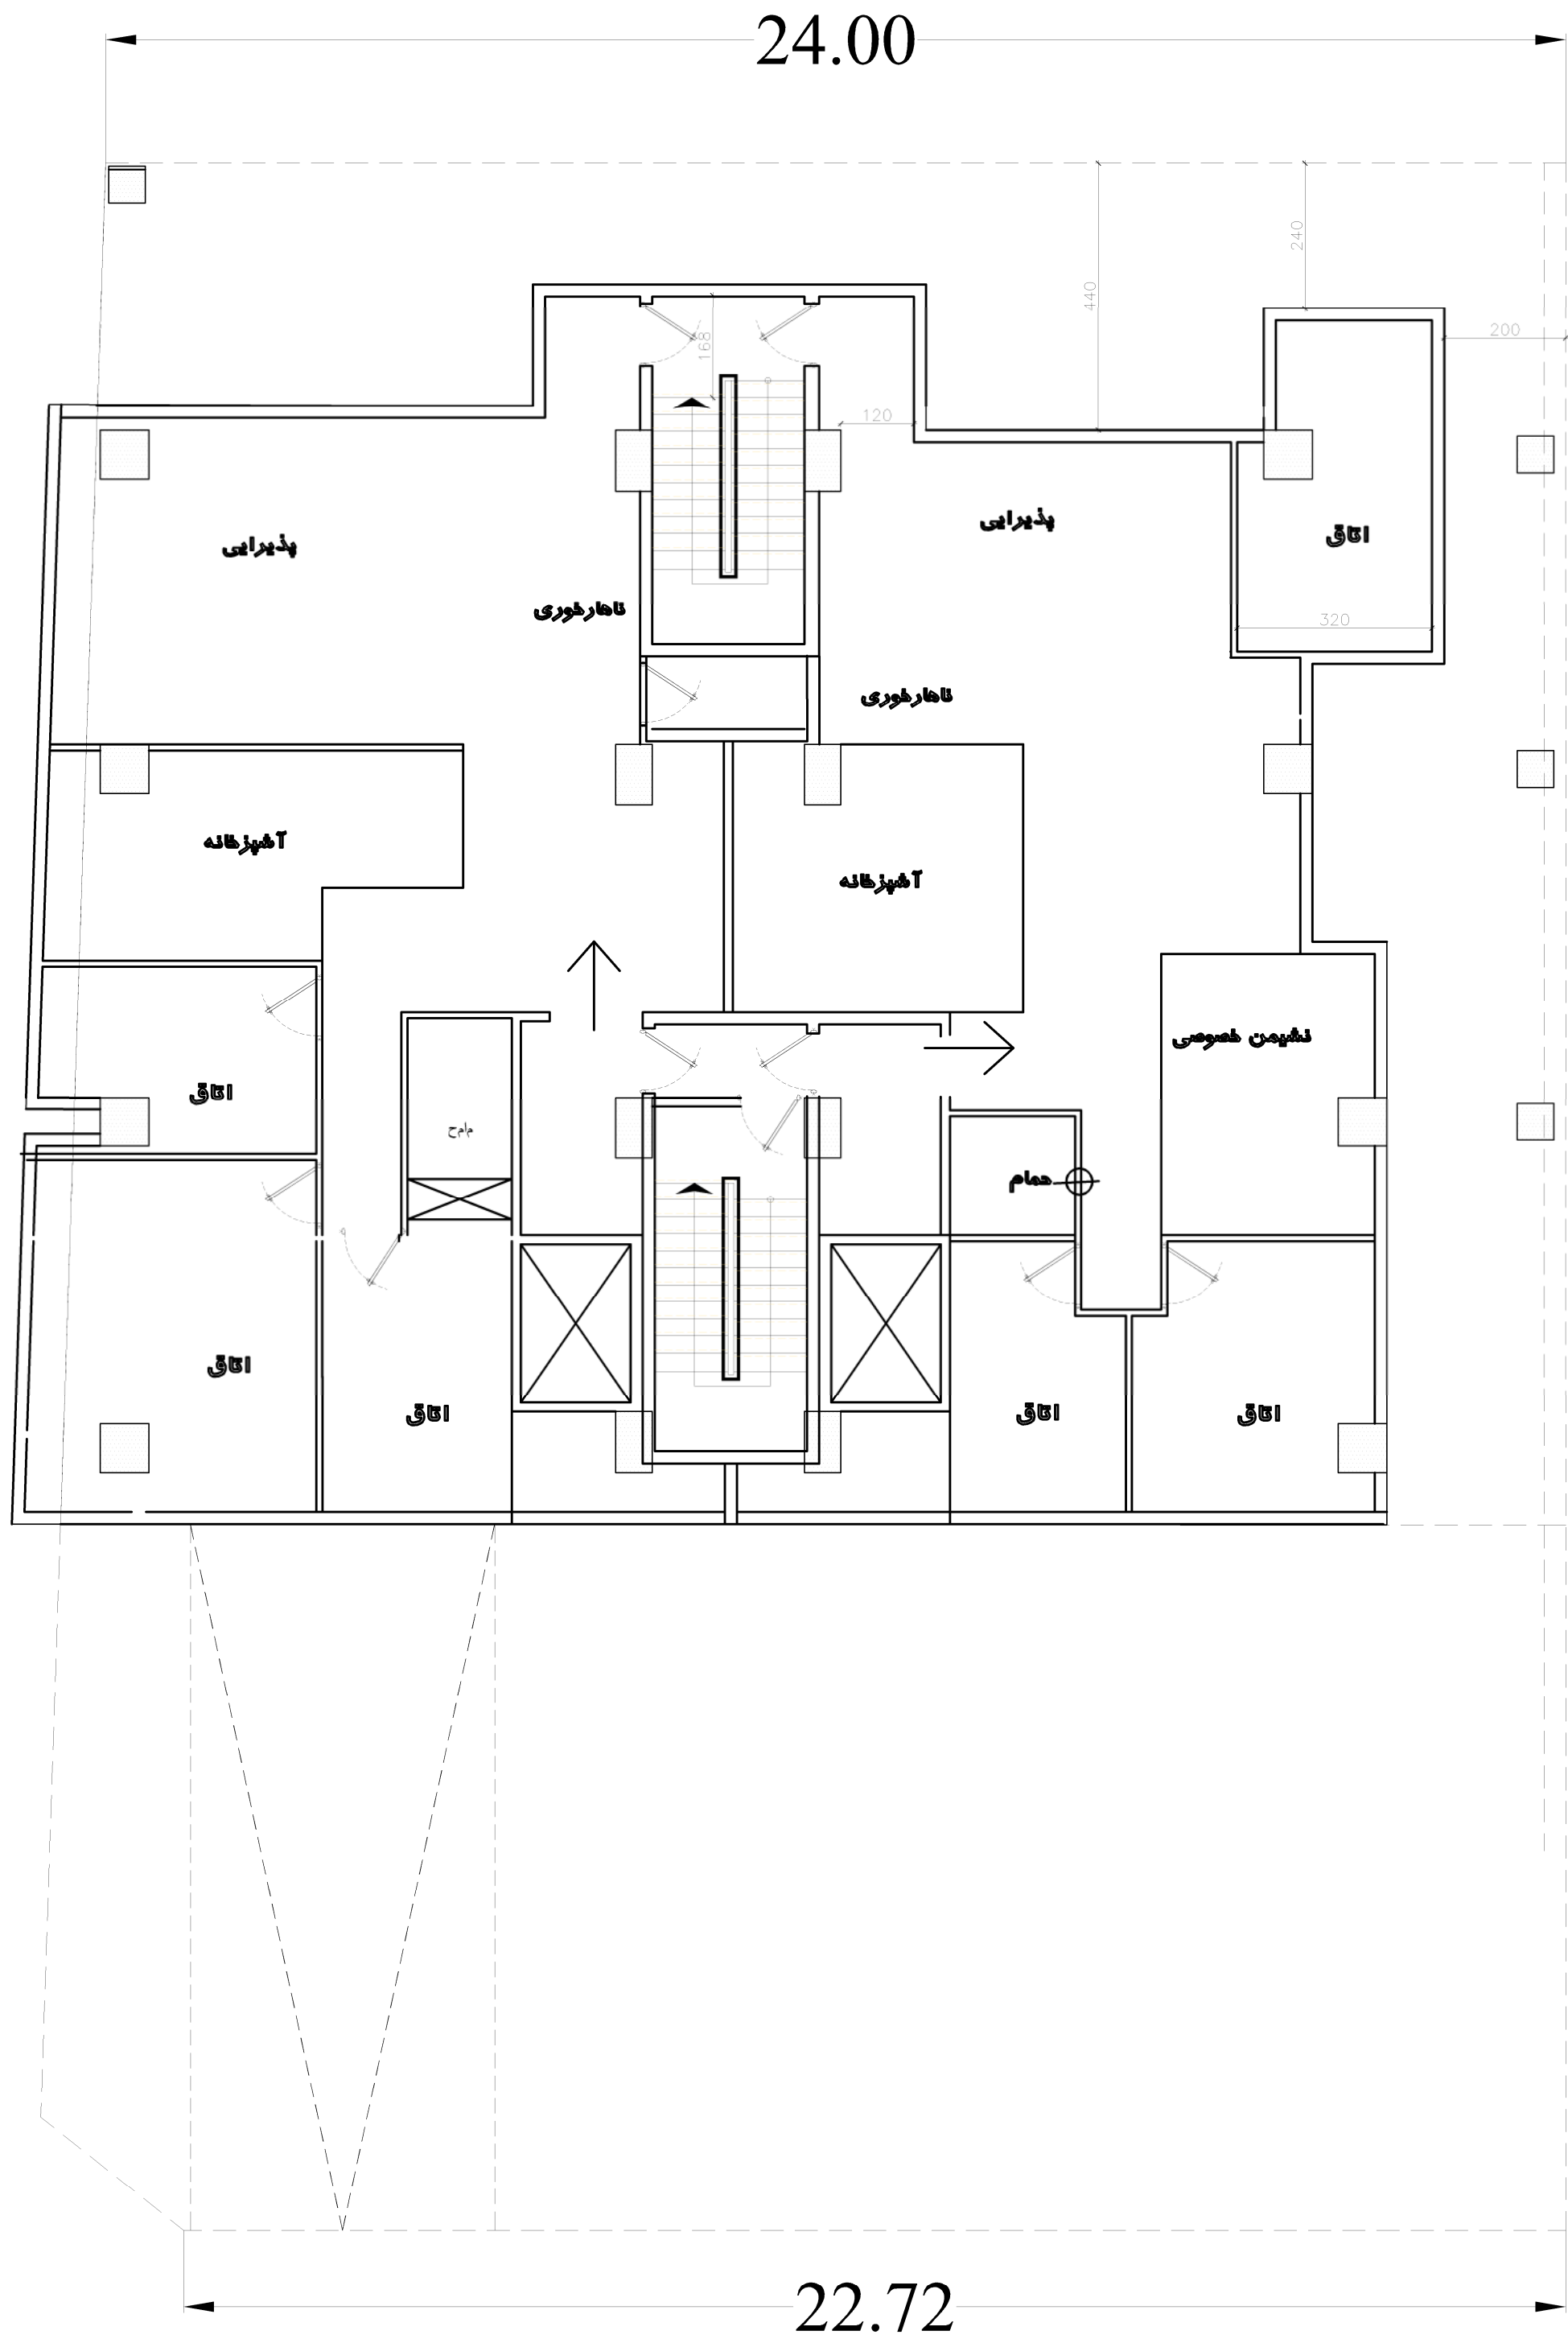 24.00
240
440
200
168
120
پذیرایی
پذیرایی
اتاق
ناهارخوری
320
ناهارخوری
آشپزخانه
آشپزخانه
نشیمن خصوصی
اتاق
م‌ا‌م‌ح
حمام
اتاق
اتاق
اتاق
اتاق
22.72